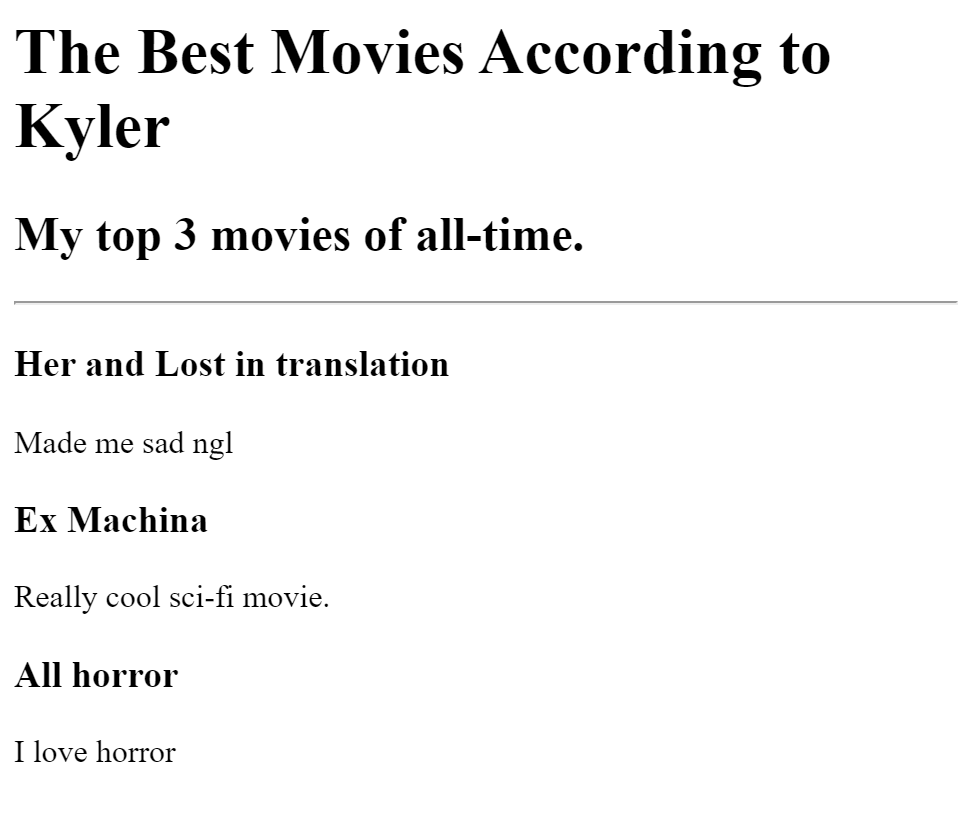 The Best Movies According to
Kyler
My top 3 movies of all-time.
Her and Lost in translation
Made me sad ngl
Ex Machina
Really cool sci-fi movie.
All horror
I love horror